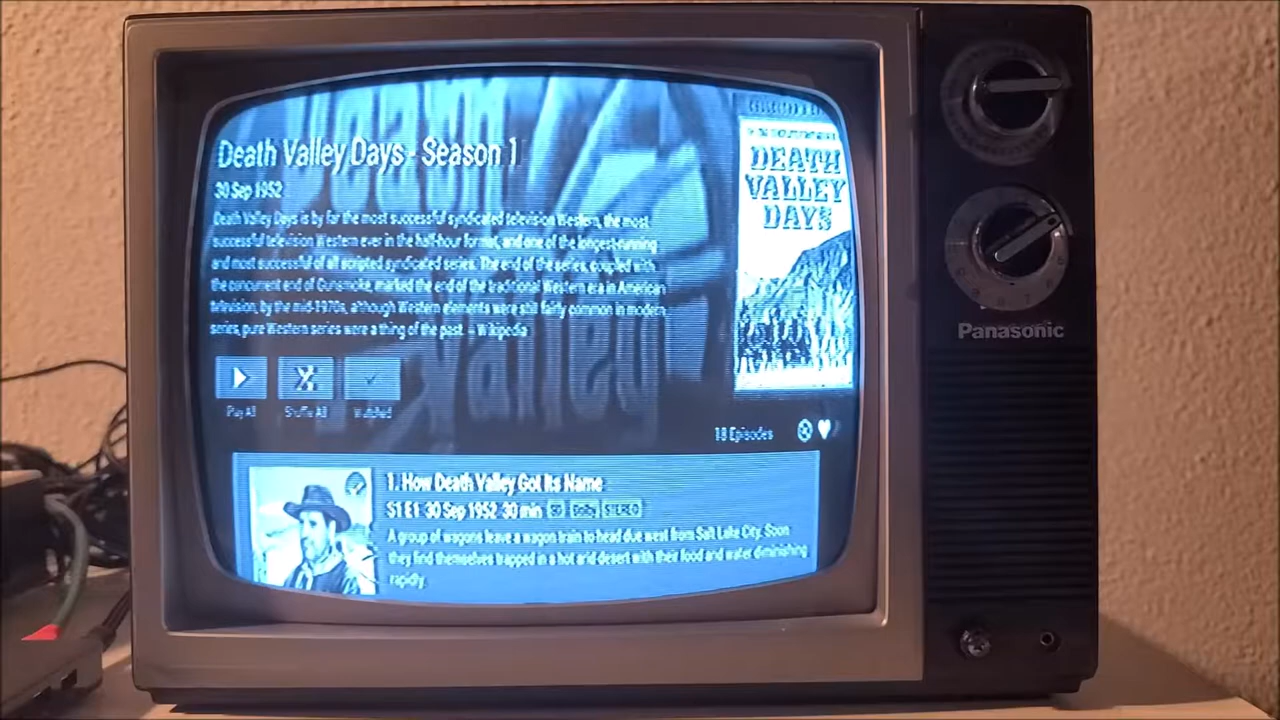 Death Valley Days - Season 1
30 Sep 1952
Death Valley Days is by far the most successful syndicated television Western, the most
successful television Western ever in the half-hour format, and one of the longest-running
and most successful of all scripted syndicated series. The end of the series, coupled with
the concurrent end of Gunsmoke, marked the end of the traditional Western era in American
television, by the mid-1970s, although Western elements were still fairly common in modern
series, pure Western series were a thing of the past. - Wikipedia
Death
Valley
DEATH
VALLEY
DAYS
Play All
Shuffle All
Watched
18 Episodes
1. How Death Valley Got Its Name
S1 E1 30 Sep 1952 30 min SD Dolby STEREO
A group of wagons leave a wagon train to head due west from Salt Lake City. Soon
they find themselves trapped in a hot arid desert with their food and water diminishing
rapidly.
Panasonic